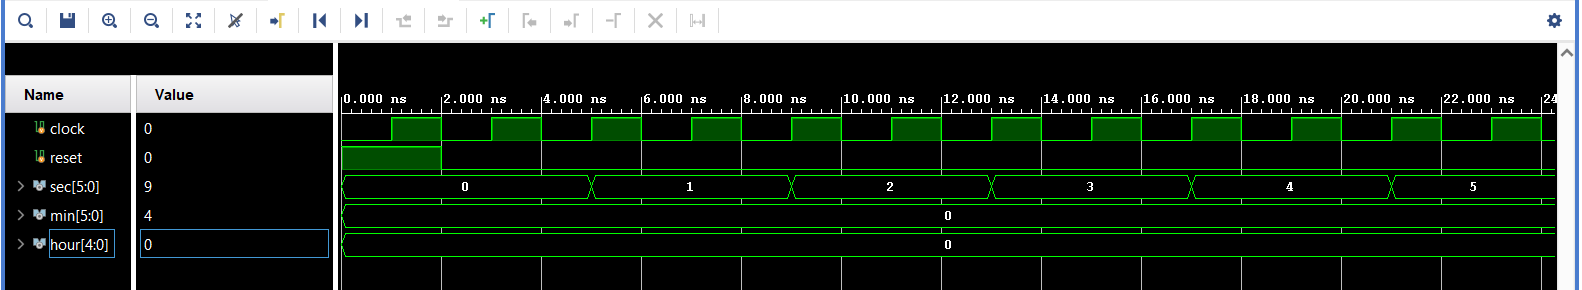 Name Value
0.000 ns 2.000 ns 4.000 ns 6.000 ns 8.000 ns 10.000 ns 12.000 ns 14.000 ns 16.000 ns 18.000 ns 20.000 ns 22.000 ns 24
clock 0
reset 0
sec[5:0] 9 0 1 2 3 4 5
min[5:0] 4 0
hour[4:0] 0 0